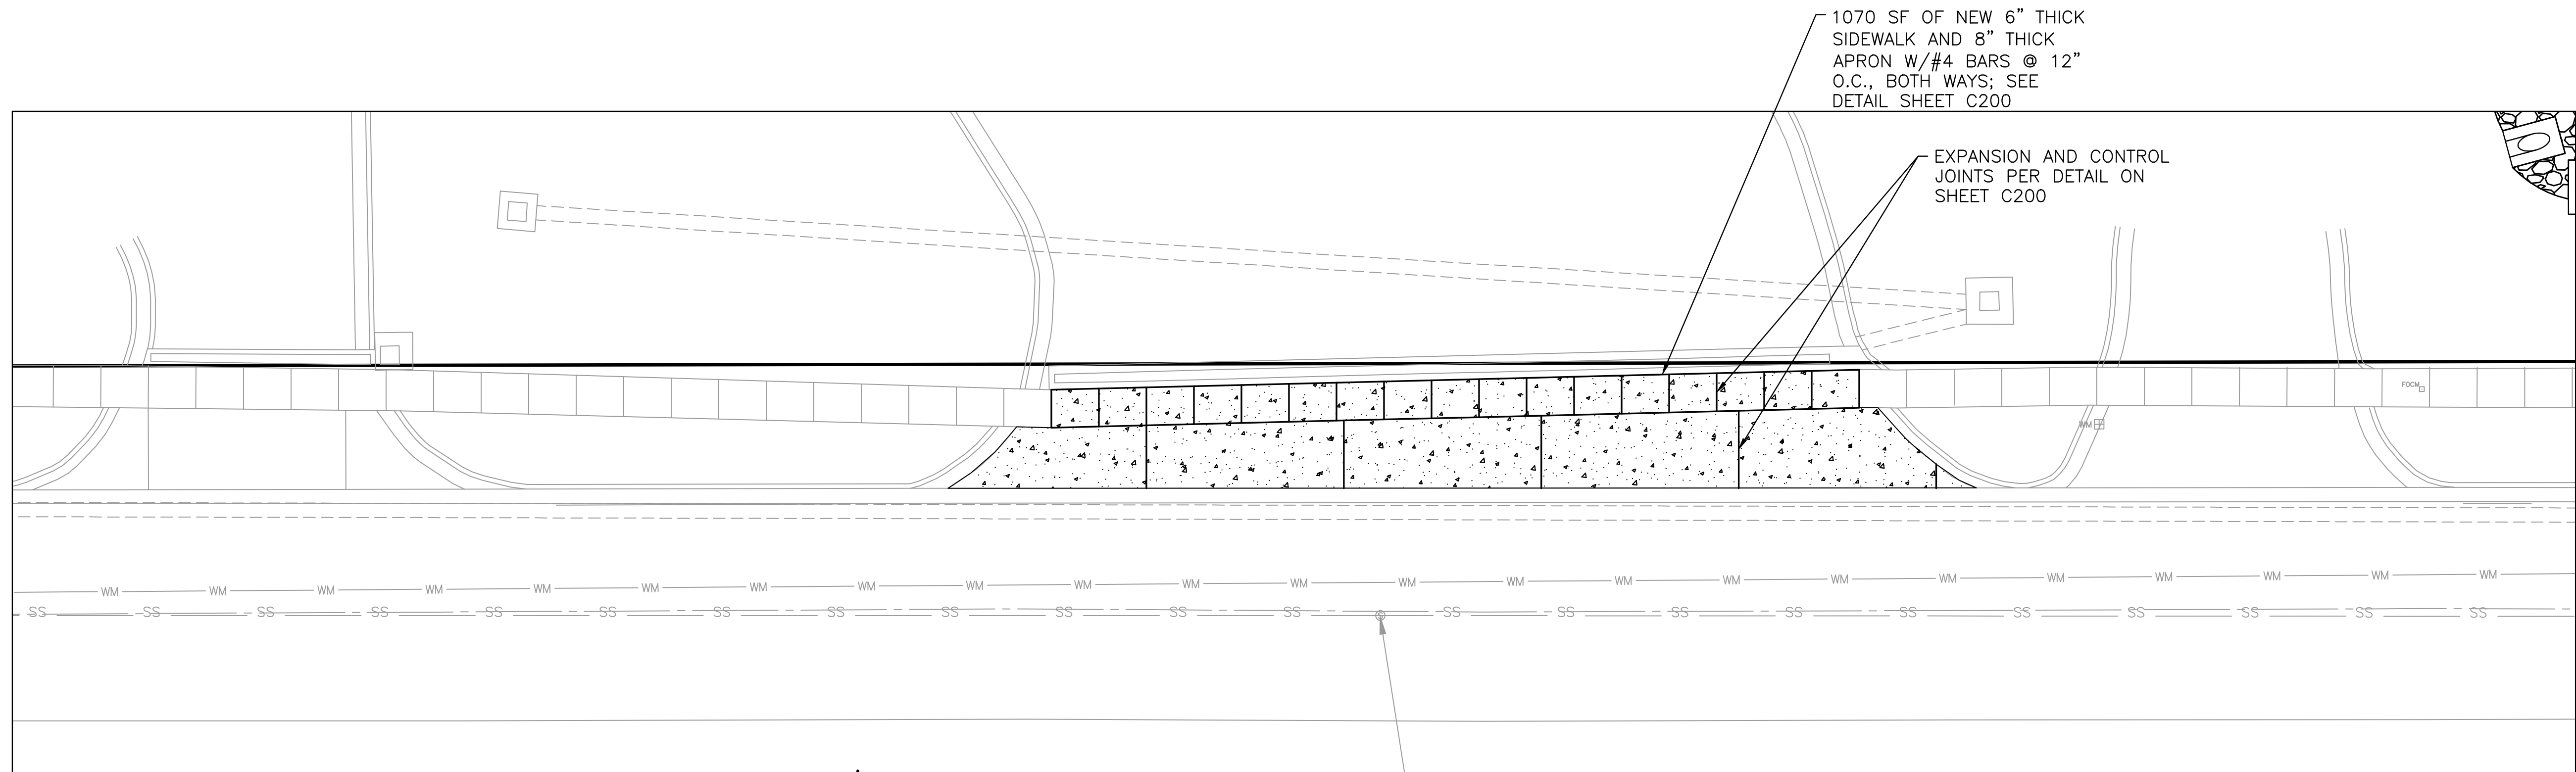 1070 SF OF NEW 6” THICK
SIDEWALK AND 8” THICK
APRON W/#4 BARS @ 12”
O.C., BOTH WAYS; SEE
DETAIL SHEET C200
EXPANSION AND CONTROL
JOINTS PER DETAIL ON
SHEET C200
FOCM
WM
WM WM WM WM WM WM WM WM WM WM WM WM WM WM WM WM WM WM WM WM WM WM WM
SS SS SS SS SS SS SS SS SS SS SS SS SS SS SS SS SS SS SS SS SS SS